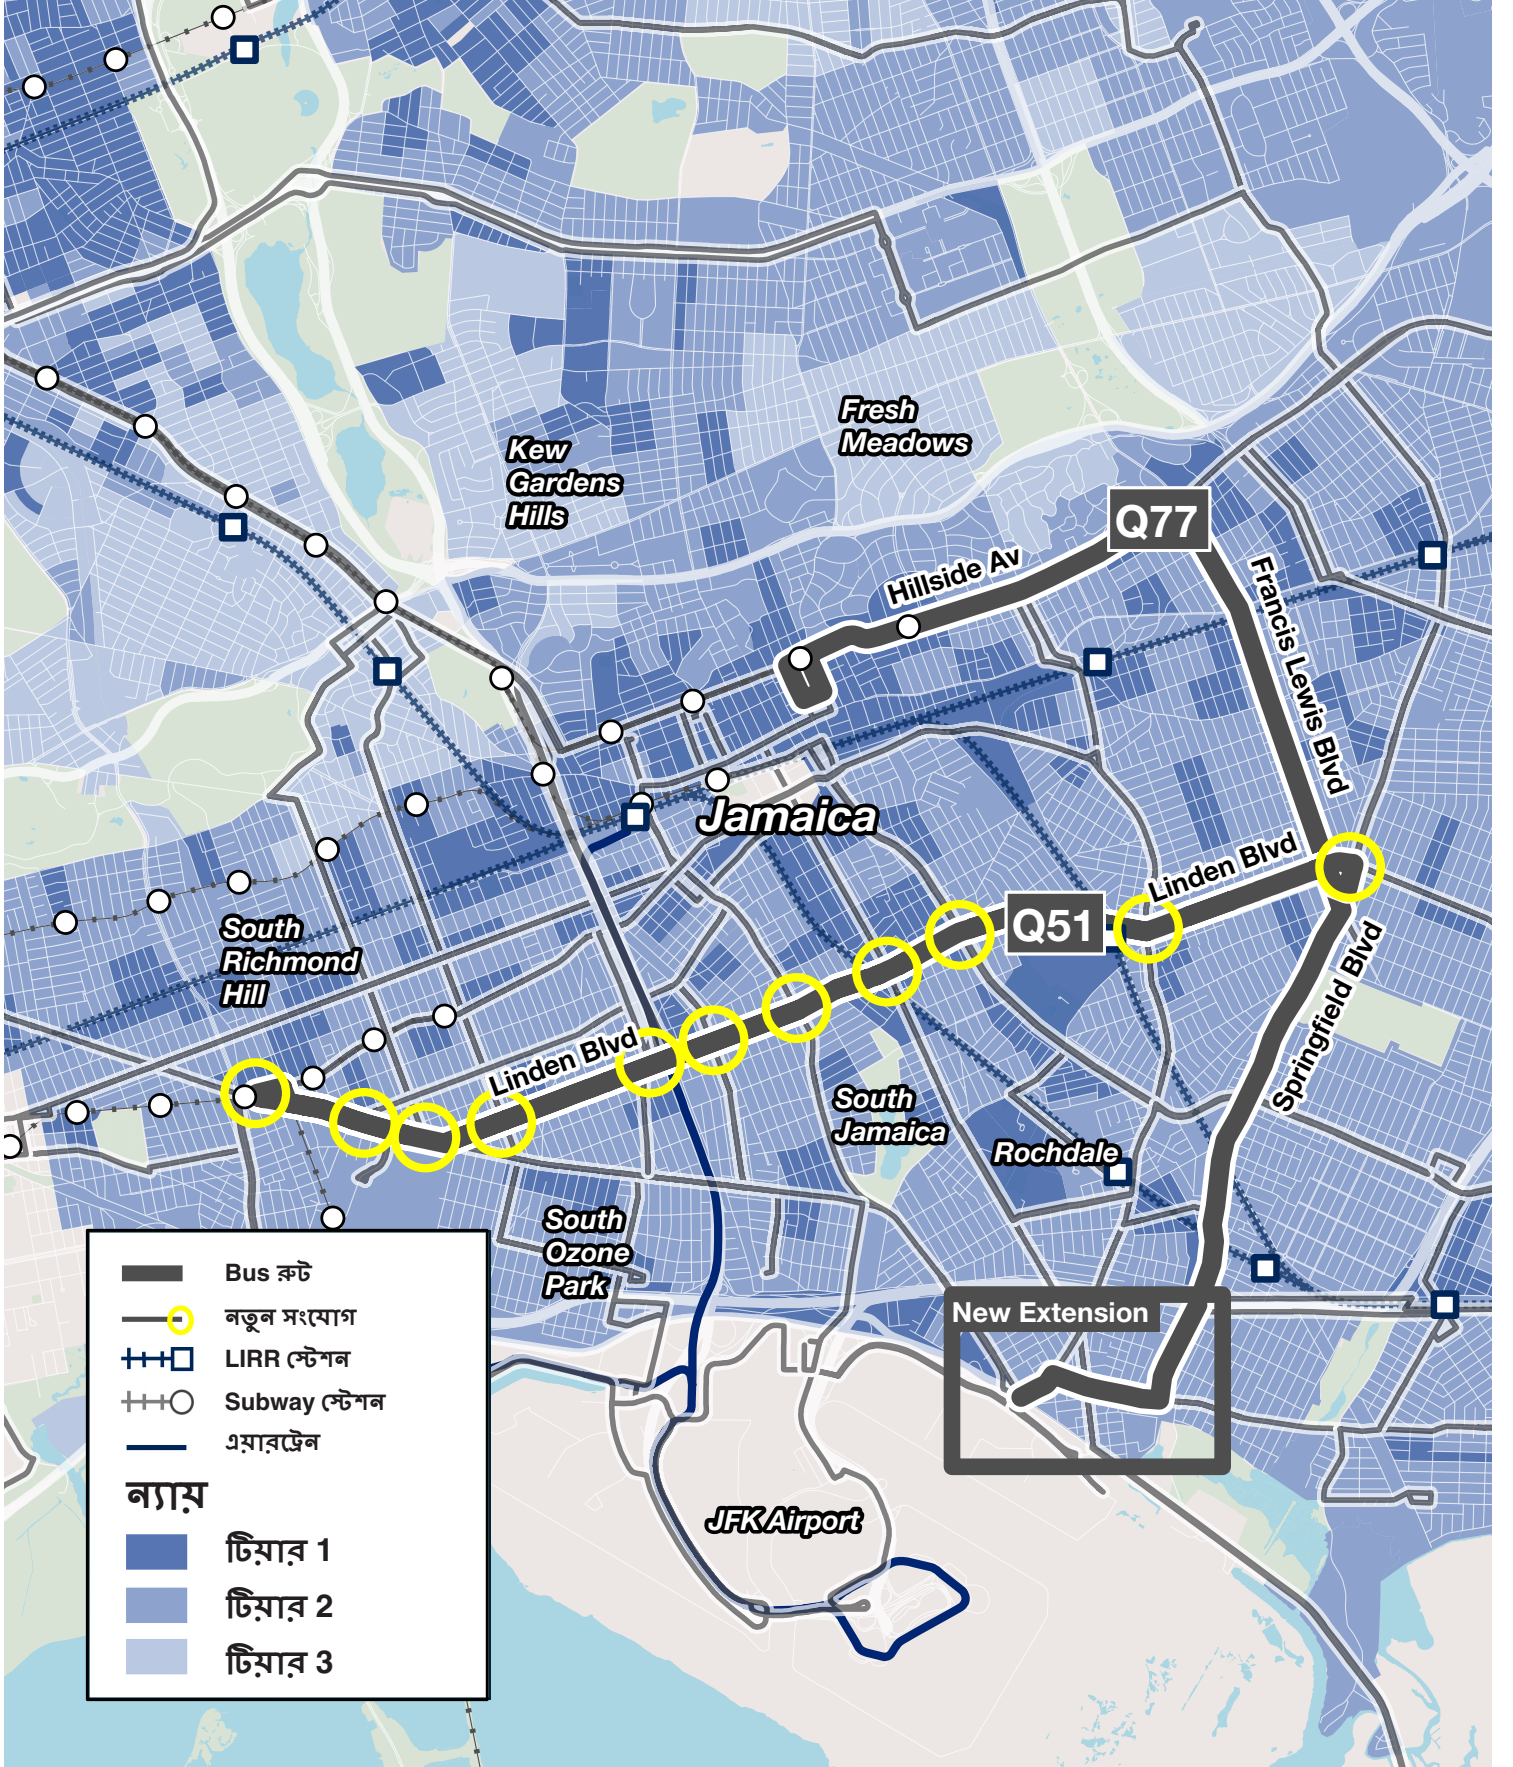 Fresh
Meadows
Kew
Gardens
Hills
Q77
Hillside Av
Francis Lewis Blvd
Jamaica
Linden Blvd
Q51
South
Richmond
Hill
Springfield Blvd
Linden Blvd
South
Jamaica
Rochdale
South
Ozone
Park
New Extension
JFK Airport
Bus রুট
নতুন সংযোগ
LIRR স্টেশন
Subway স্টেশন
এয়ারট্রেন
ন্যায়
টিয়ার 1
টিয়ার 2
টিয়ার 3